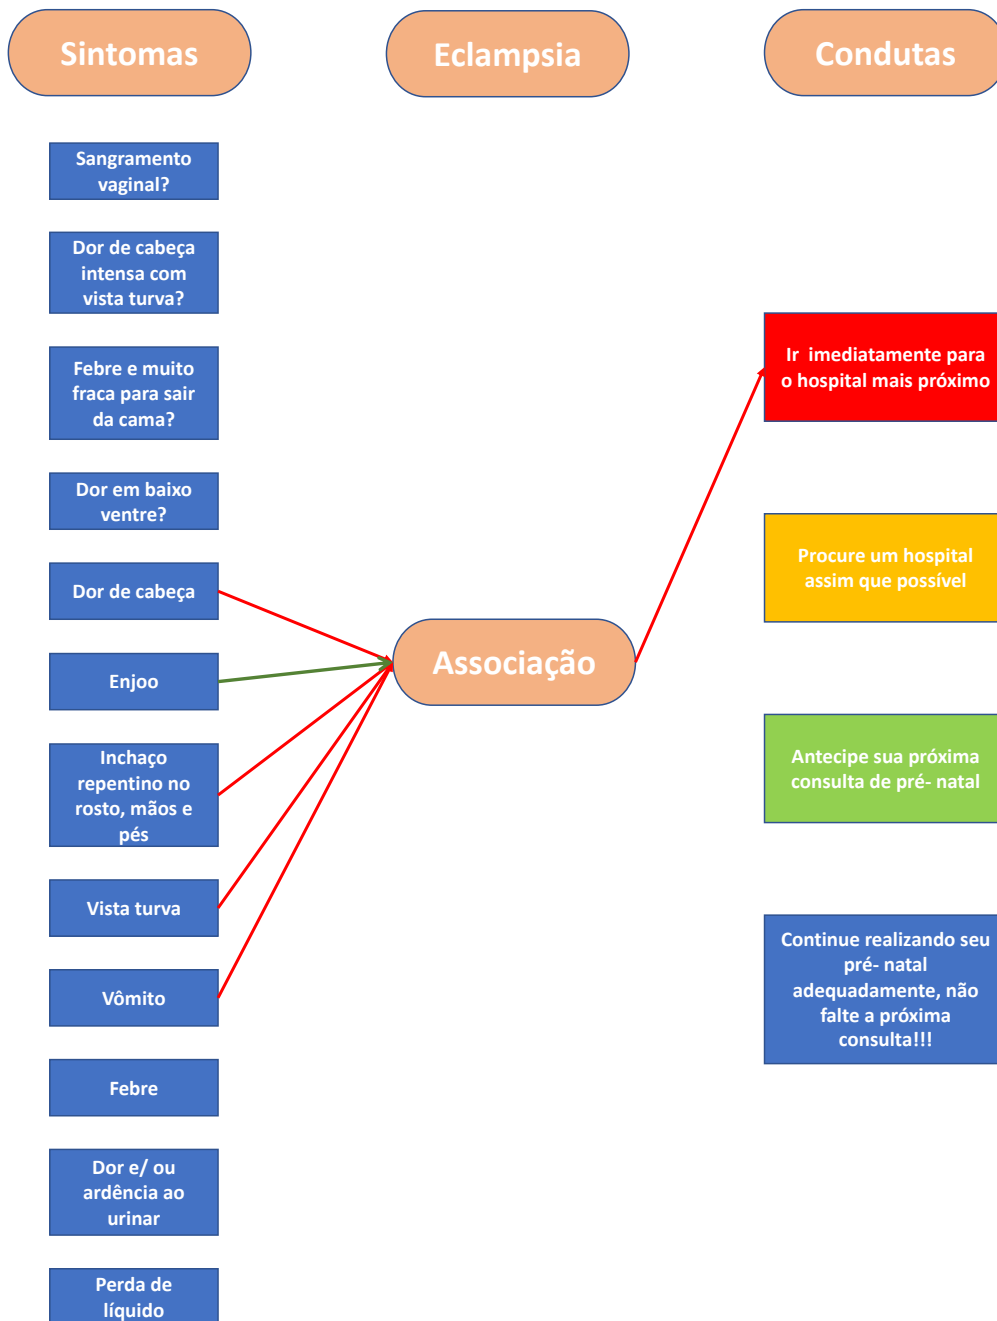 Sintomas
Eclampsia
Condutas
Sangramento
vaginal?
Dor de cabeça
intensa com
vista turva?
Febre e muito
fraca para sair
da cama?
Dor em baixo
ventre?
Dor de cabeça
Enjoo
Inchaço
repentino no
rosto, mãos e
pés
Vista turva
Vômito
Febre
Dor e/ ou
ardência ao
urinar
Perda de
líquido
Associação
Ir imediatamente para
o hospital mais próximo
Procure um hospital
assim que possível
Antecipe sua próxima
consulta de pré- natal
Continue realizando seu
pré- natal
adequadamente, não
falte a próxima
consulta!!!